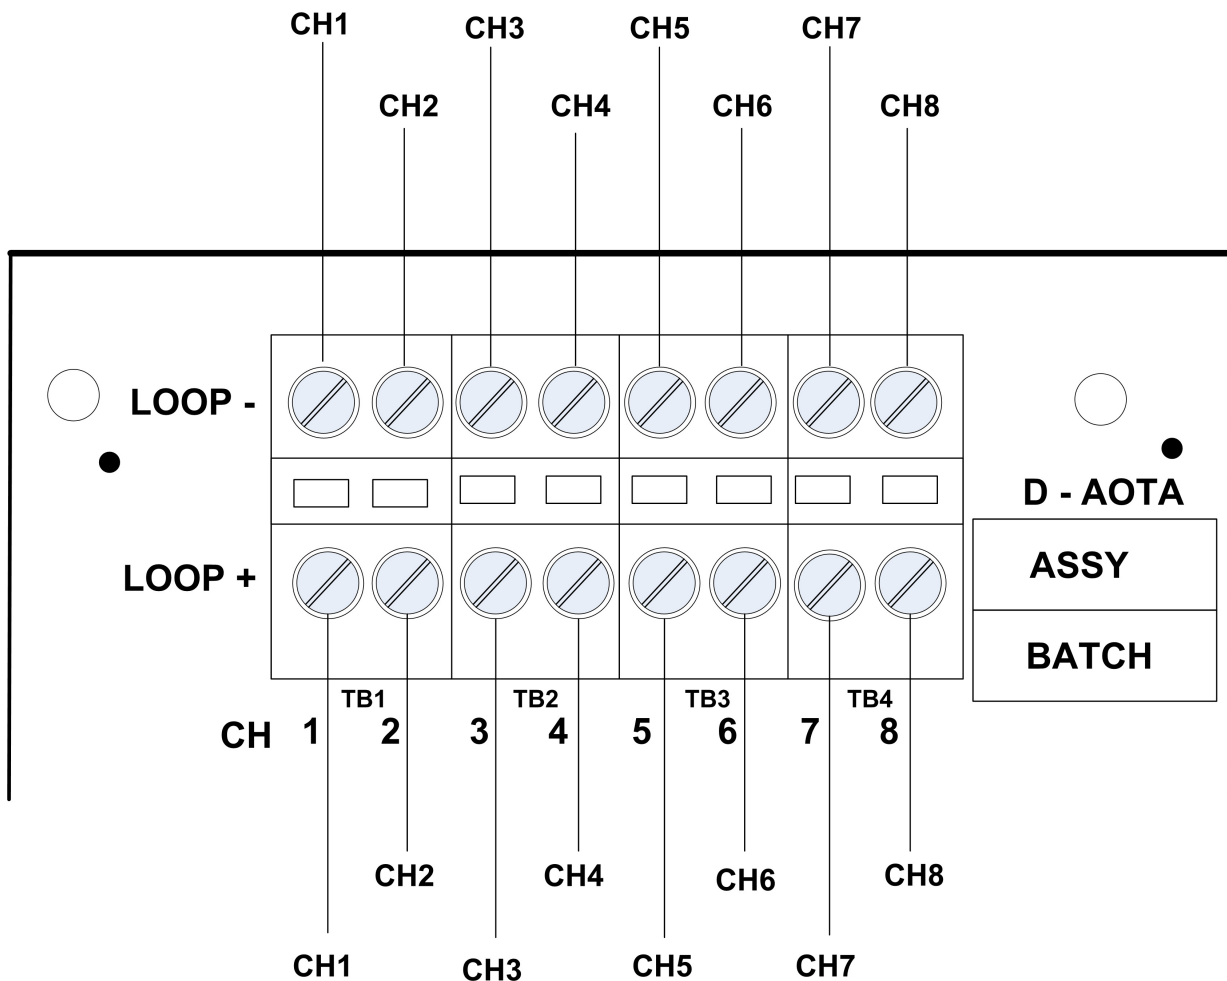 CH1 CH3 CH5 CH7
CH2 CH4 CH6 CH8
LOOP -
D - AOTA
LOOP +
ASSY
BATCH
TB1 TB2 TB3 TB4
CH 1 2 3 4 5 6 7 8
CH2 CH4 CH6 CH8
CH1 CH3 CH5 CH7